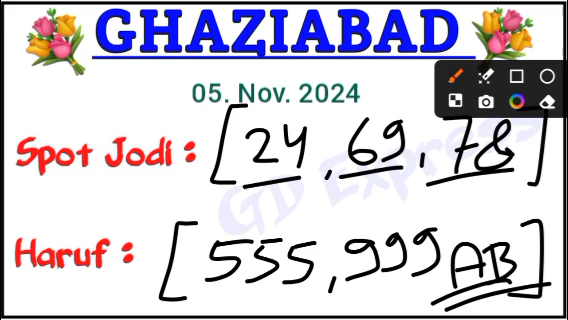 GHAZIABAD
05. Nov. 2024
Spot Jodi : [24, 69, 78]
Haruf : [555, 999 AB]
GD Express